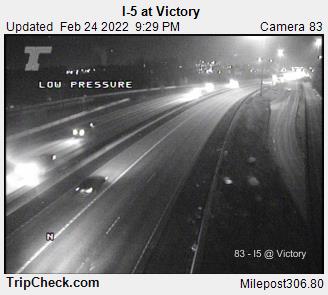 I-5 at Victory
Updated Feb 24 2022 9:29 PM Camera 83
T
LOW PRESSURE
N
83 - I5 @ Victory
TripCheck.com Milepost306.80